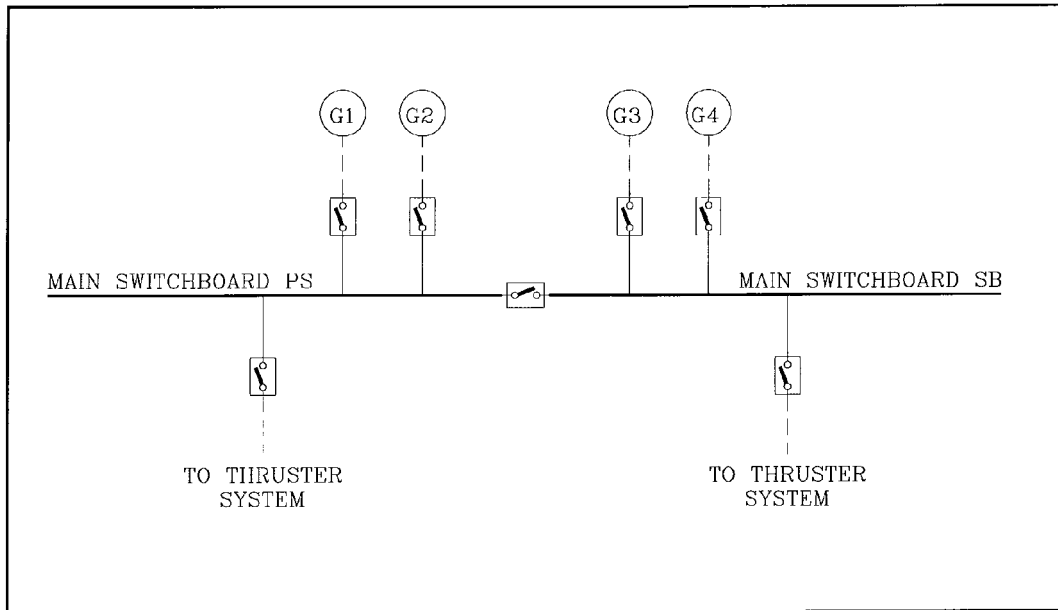 G1 G2 G3 G4
MAIN SWITCHBOARD PS MAIN SWITCHBOARD SB
TO THRUSTER TO THRUSTER
SYSTEM SYSTEM